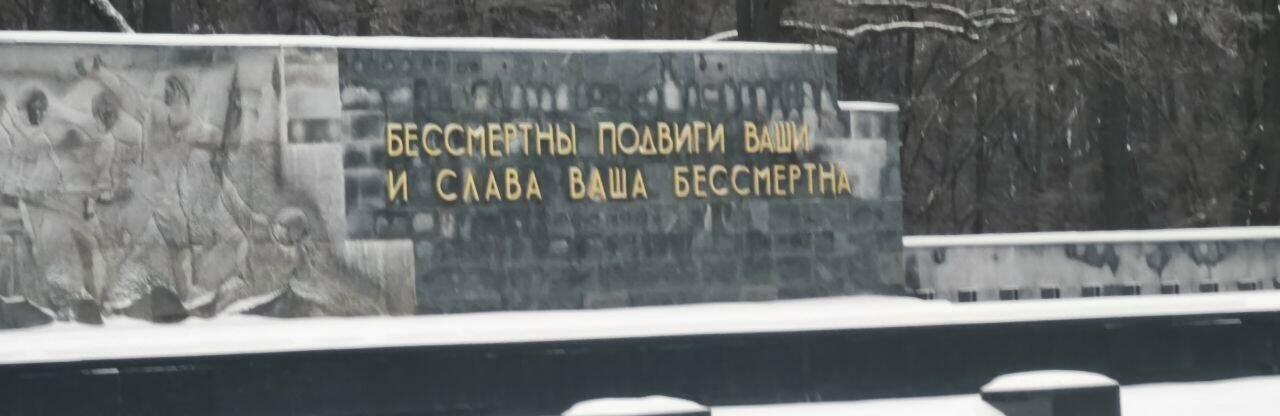 БЕССМЕРТНЫ ПОДВИГИ ВАШИ
И СЛАВА ВАША БЕССМЕРТНА